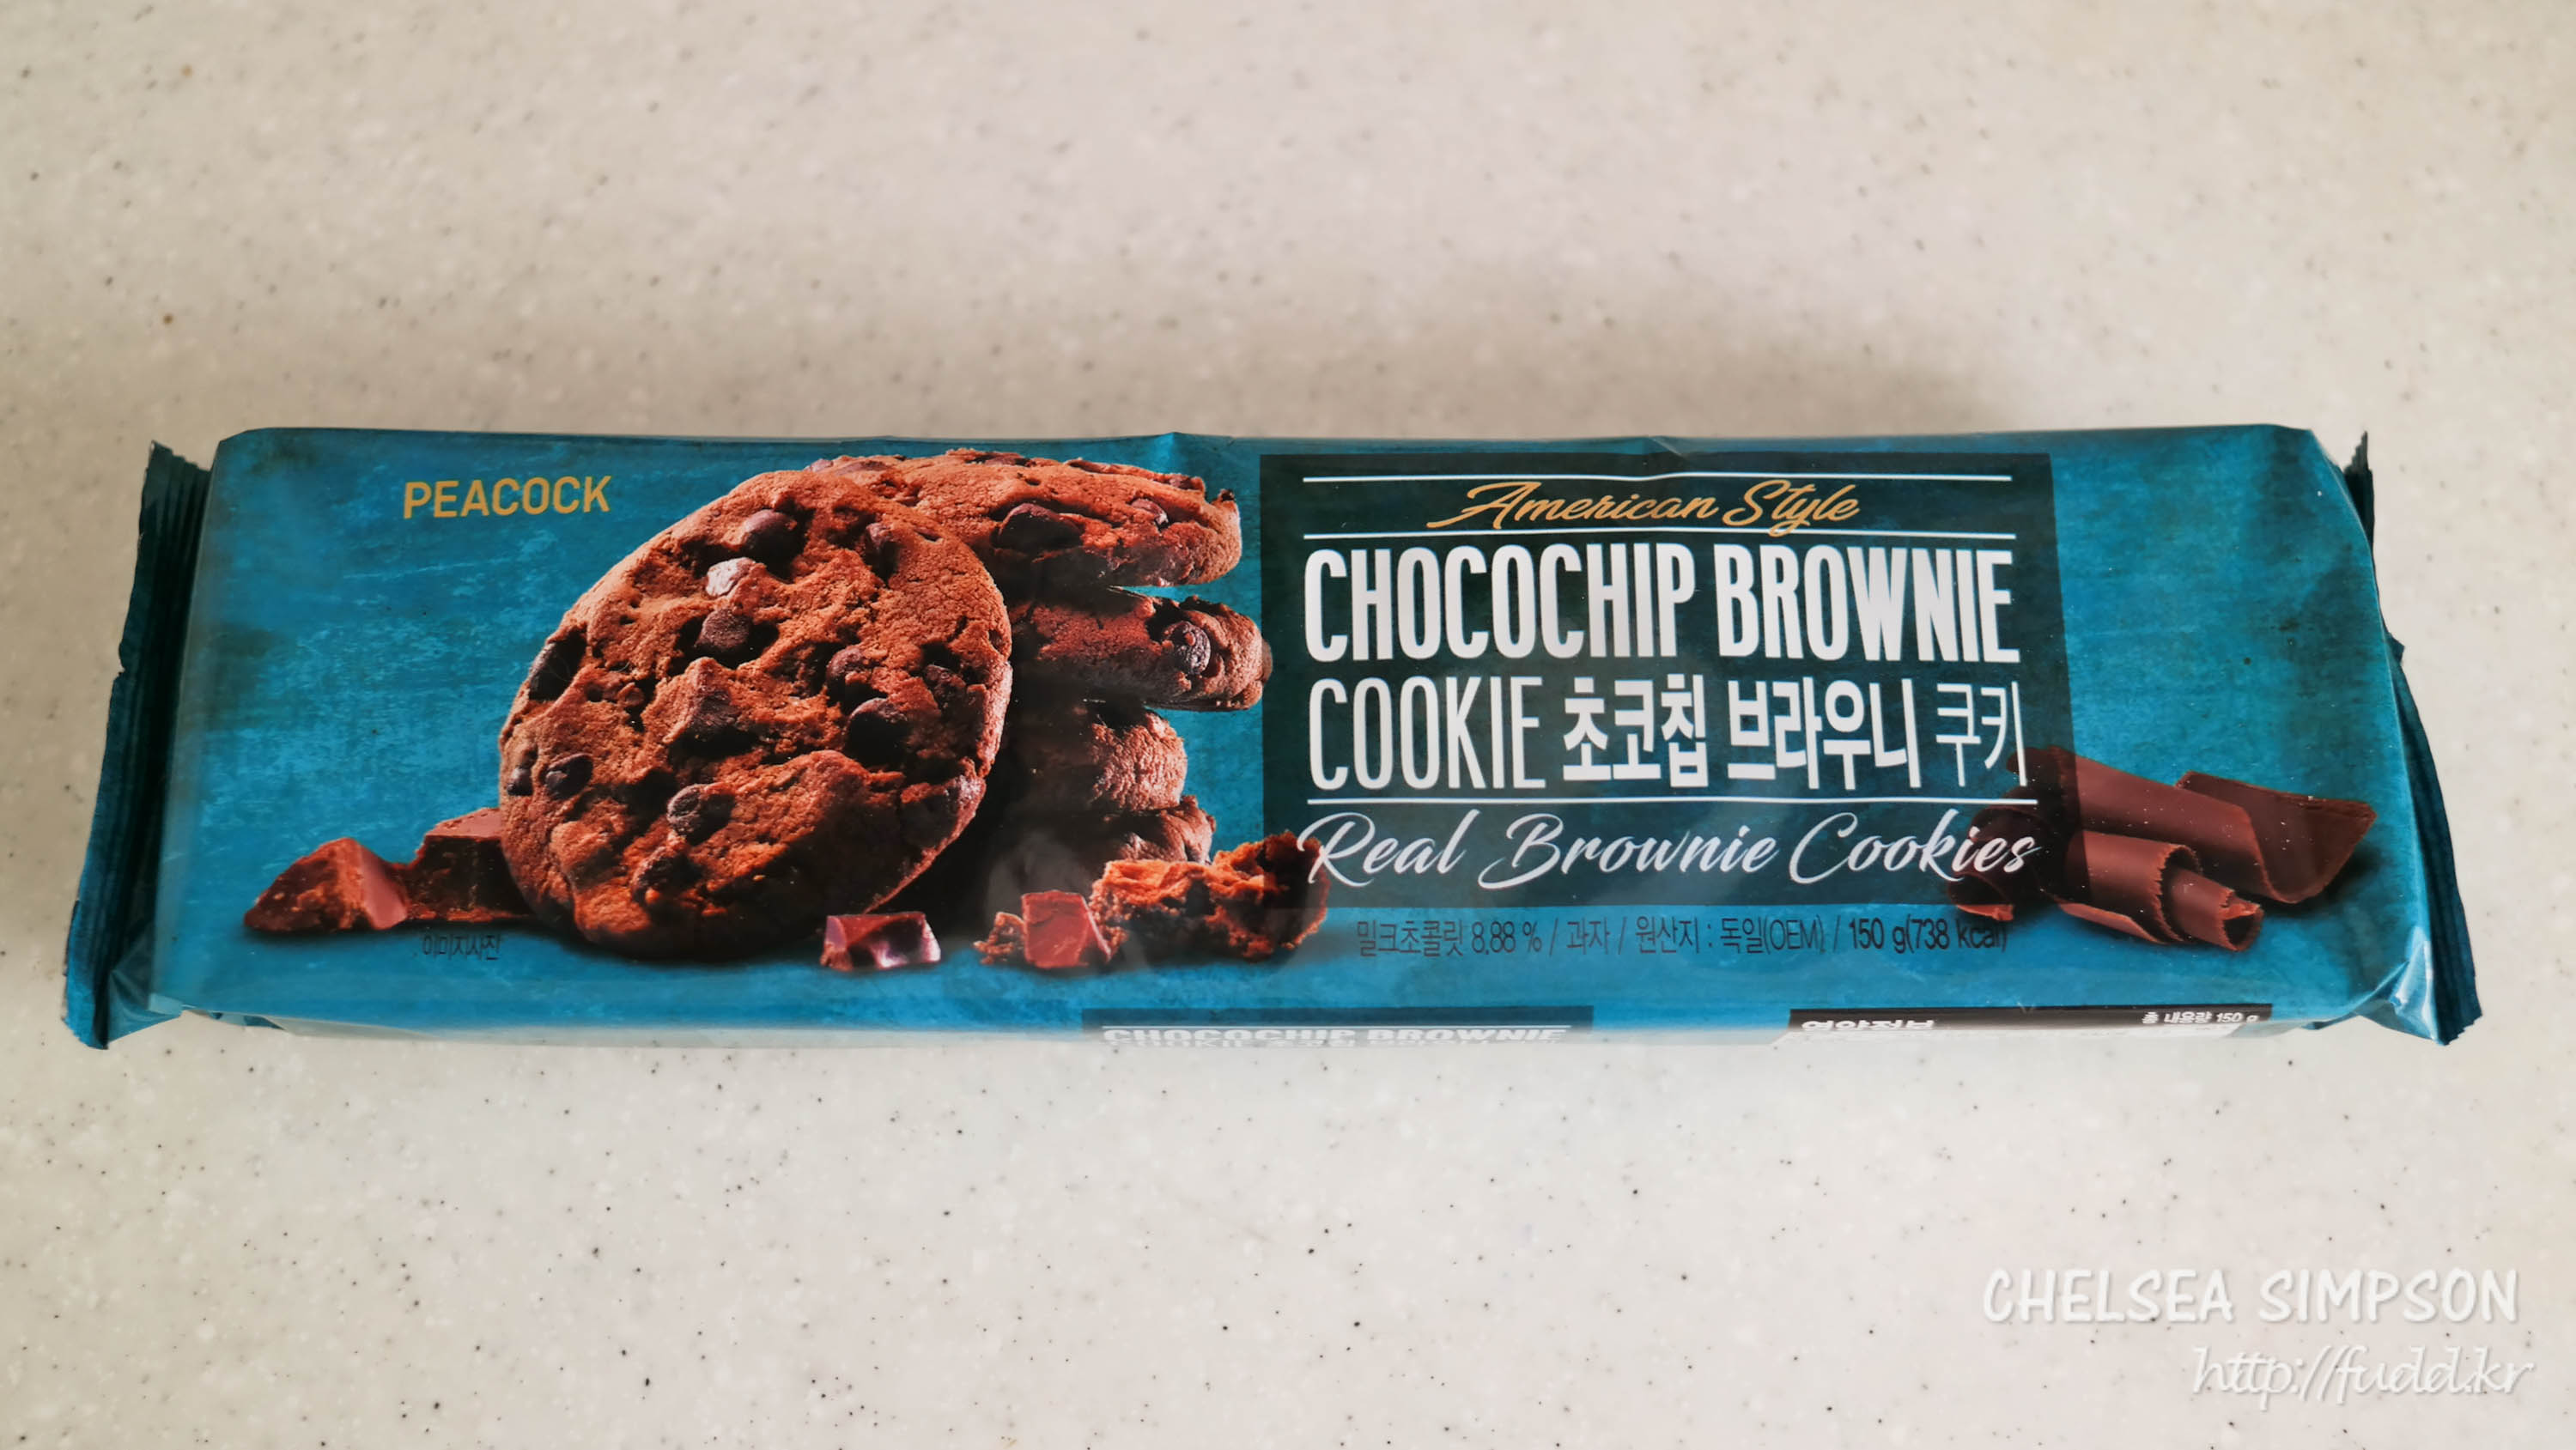 PEACOCK
American Style
CHOCOCHIP BROWNIE
COOKIE 초코칩 브라우니 쿠키
Real Brownie Cookies
밀크초콜릿 8.88 % / 과자 / 원산지 : 독일(OEM) / 150 g(738 kcal)
이미지사진
CHOCOCHIP BROWNIE
영양정보 총 내용량 150 g
CHELSEA SIMPSON
http://fudd.kr